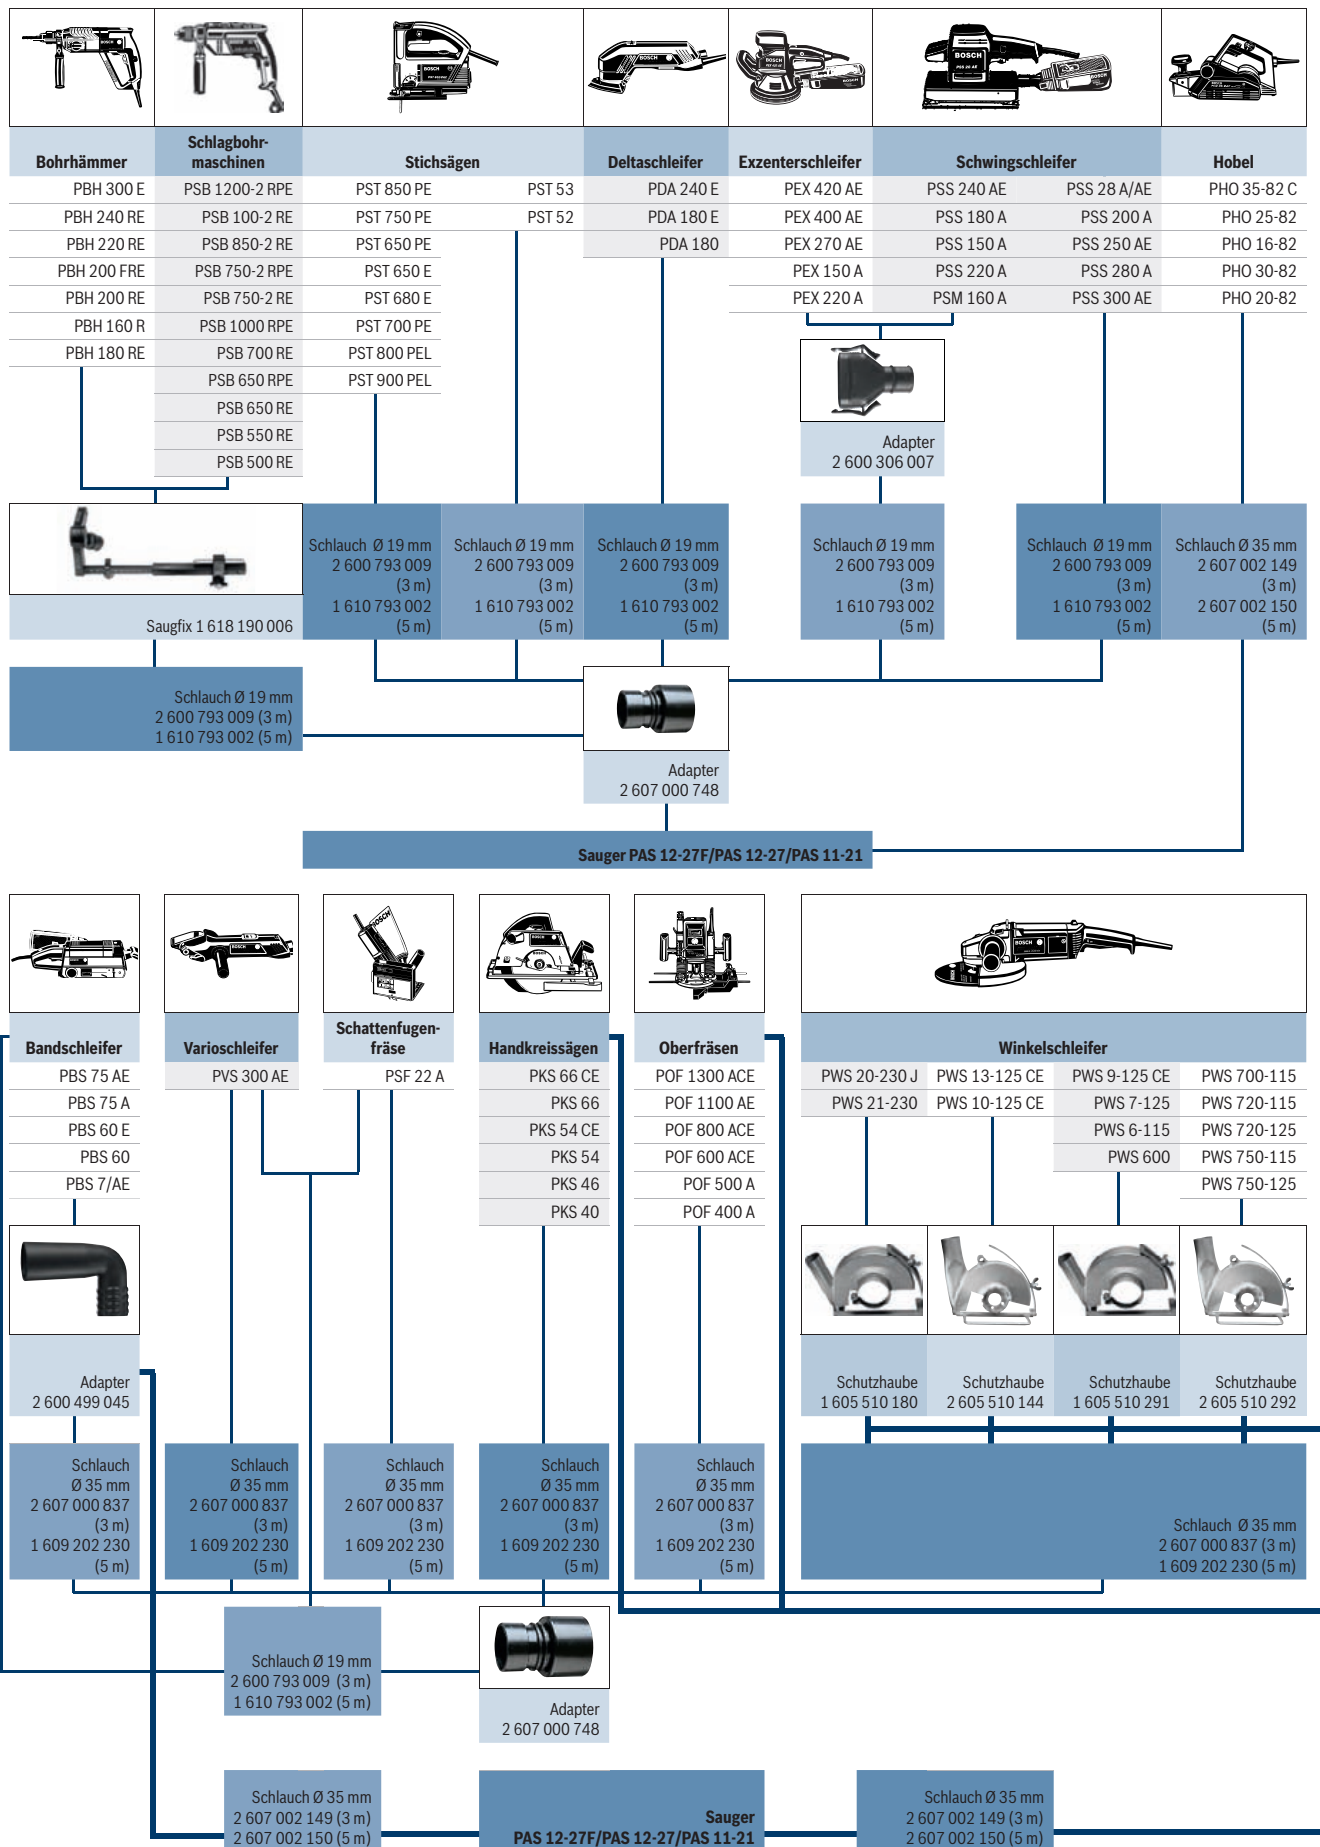 Bohrhämmer
PBH 300 E
PBH 240 RE
PBH 220 RE
PBH 200 FRE
PBH 200 RE
PBH 160 R
PBH 180 RE
Schlagbohr-
maschinen
PSB 1200-2 RPE
PSB 100-2 RE
PSB 850-2 RE
PSB 750-2 RPE
PSB 750-2 RE
PSB 1000 RPE
PSB 700 RE
PSB 650 RPE
PSB 650 RE
PSB 550 RE
PSB 500 RE
Stichsägen
PST 850 PE
PST 750 PE
PST 650 PE
PST 650 E
PST 680 E
PST 700 PE
PST 800 PEL
PST 900 PEL
PST 53
PST 52
BOSCH
Deltaschleifer
PDA 240 E
PDA 180 E
PDA 180
Exzenterschleifer
PEX 420 AE
PEX 400 AE
PEX 270 AE
PEX 150 A
PEX 220 A
BOSCH
Schwingschleifer
PSS 240 AE
PSS 180 A
PSS 150 A
PSS 220 A
PSM 160 A
PSS 28 A/AE
PSS 200 A
PSS 250 AE
PSS 280 A
PSS 300 AE
Hobel
PHO 35-82 C
PHO 25-82
PHO 16-82
PHO 30-82
PHO 20-82
Adapter
2 600 306 007
Saugfix 1 618 190 006
Schlauch Ø 19 mm
2 600 793 009
(3 m)
1 610 793 002
(5 m)
Schlauch Ø 19 mm
2 600 793 009
(3 m)
1 610 793 002
(5 m)
Schlauch Ø 19 mm
2 600 793 009
(3 m)
1 610 793 002
(5 m)
Schlauch Ø 19 mm
2 600 793 009
(3 m)
1 610 793 002
(5 m)
Schlauch Ø 19 mm
2 600 793 009
(3 m)
1 610 793 002
(5 m)
Schlauch Ø 35 mm
2 607 002 149
(3 m)
2 607 002 150
(5 m)
Schlauch Ø 19 mm
2 600 793 009 (3 m)
1 610 793 002 (5 m)
Adapter
2 607 000 748
Sauger PAS 12-27F/PAS 12-27/PAS 11-21
Bandschleifer
PBS 75 AE
PBS 75 A
PBS 60 E
PBS 60
PBS 7/AE
BOSCH
Varioschleifer
PVS 300 AE
BOSCH
Schattenfugen-
fräse
PSF 22 A
BOSCH
Handkreissägen
PKS 66 CE
PKS 66
PKS 54 CE
PKS 54
PKS 46
PKS 40
Oberfräsen
POF 1300 ACE
POF 1100 AE
POF 800 ACE
POF 600 ACE
POF 500 A
POF 400 A
BOSCH
Winkelschleifer
PWS 20-230 J
PWS 21-230
PWS 13-125 CE
PWS 10-125 CE
PWS 9-125 CE
PWS 7-125
PWS 6-115
PWS 600
PWS 700-115
PWS 720-115
PWS 720-125
PWS 750-115
PWS 750-125
Adapter
2 600 499 045
Schutzhaube
1 605 510 180
Schutzhaube
2 605 510 144
Schutzhaube
1 605 510 291
Schutzhaube
2 605 510 292
Schlauch
Ø 35 mm
2 607 000 837
(3 m)
1 609 202 230
(5 m)
Schlauch
Ø 35 mm
2 607 000 837
(3 m)
1 609 202 230
(5 m)
Schlauch
Ø 35 mm
2 607 000 837
(3 m)
1 609 202 230
(5 m)
Schlauch
Ø 35 mm
2 607 000 837
(3 m)
1 609 202 230
(5 m)
Schlauch
Ø 35 mm
2 607 000 837
(3 m)
1 609 202 230
(5 m)
Schlauch Ø 35 mm
2 607 000 837 (3 m)
1 609 202 230 (5 m)
Schlauch Ø 19 mm
2 600 793 009 (3 m)
1 610 793 002 (5 m)
Adapter
2 607 000 748
Schlauch Ø 35 mm
2 607 002 149 (3 m)
2 607 002 150 (5 m)
Sauger
PAS 12-27F/PAS 12-27/PAS 11-21
Schlauch Ø 35 mm
2 607 002 149 (3 m)
2 607 002 150 (5 m)